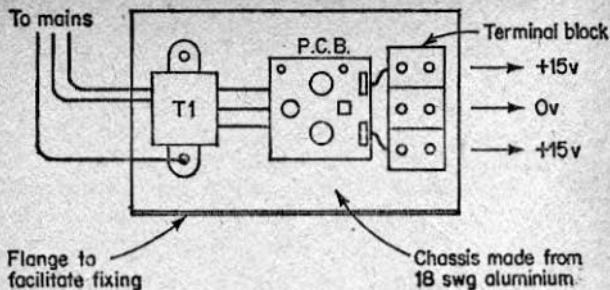 To mains
P.C.B.
Terminal block
T1
+15v
0v
+15v
Flange to
facilitate fixing
Chassis made from
18 swg aluminium